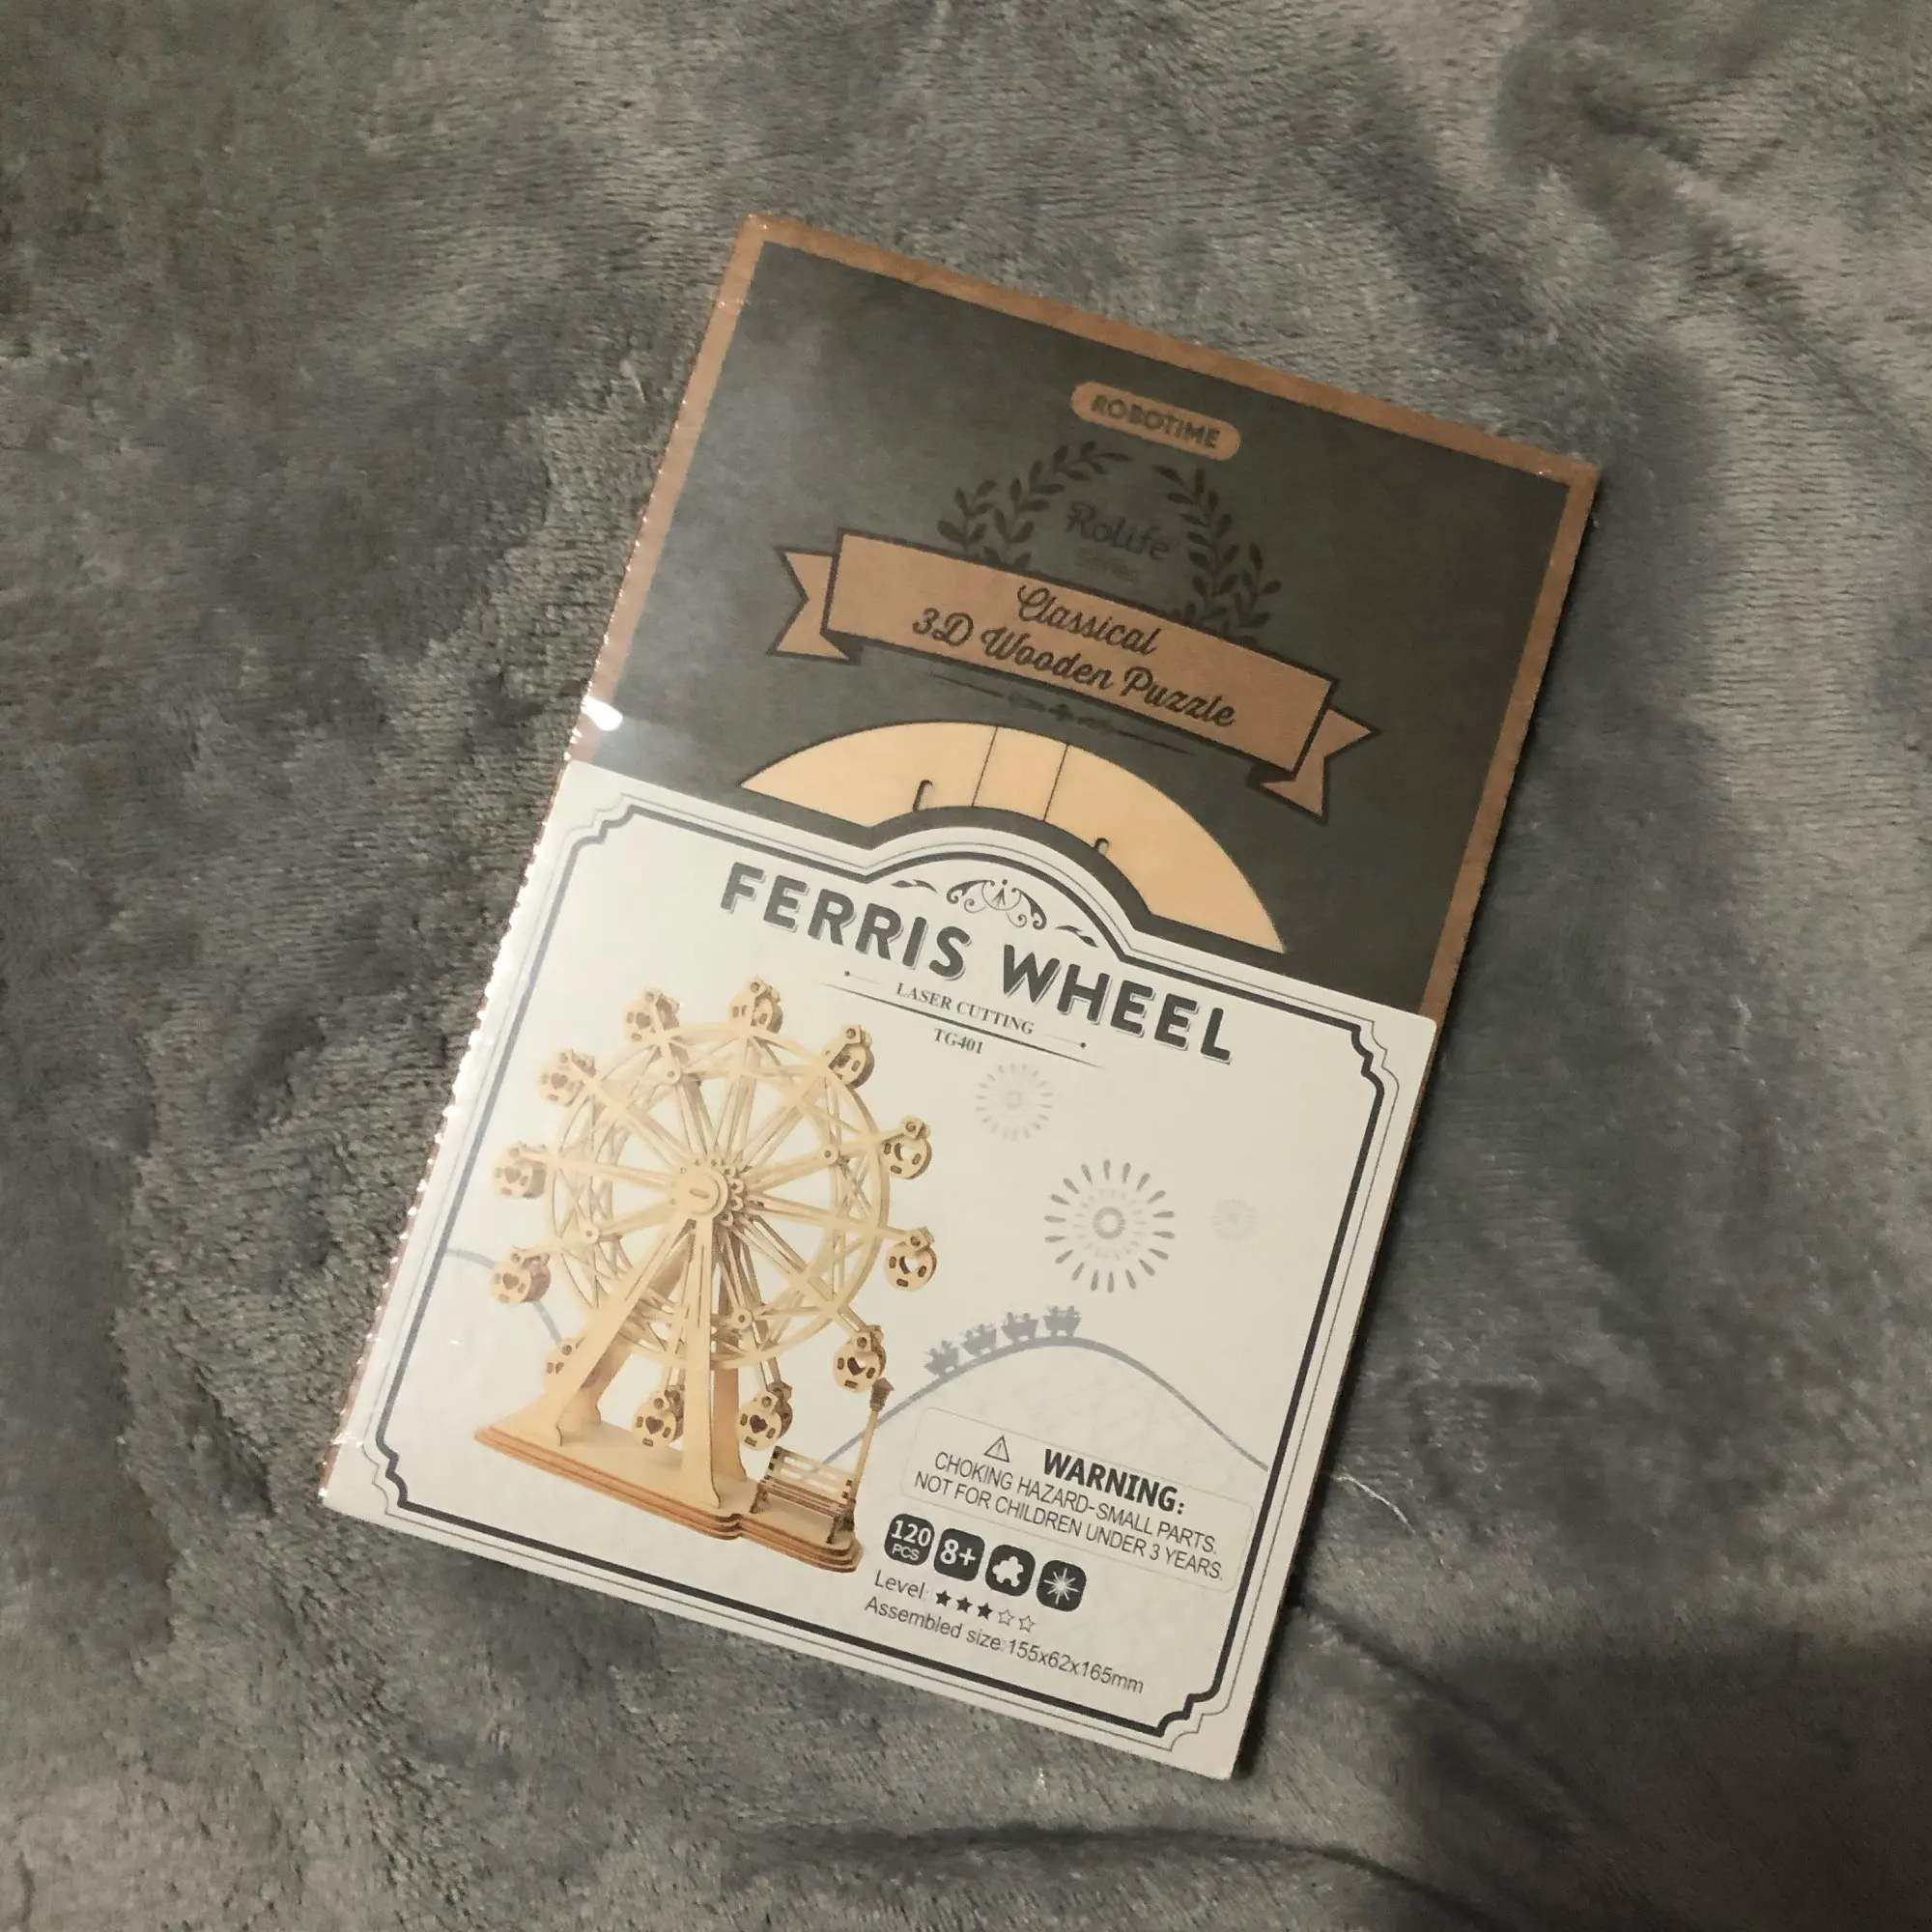 ROBOTIME
Rolife
Classical
3D Wooden Puzzle
FERRIS WHEEL
LASER CUTTING
TG401
WARNING:
CHOKING HAZARD-SMALL PARTS.
NOT FOR CHILDREN UNDER 3 YEARS.
120
PCS
8+
Level: ★★★☆☆
Assembled size:155x62x165mm